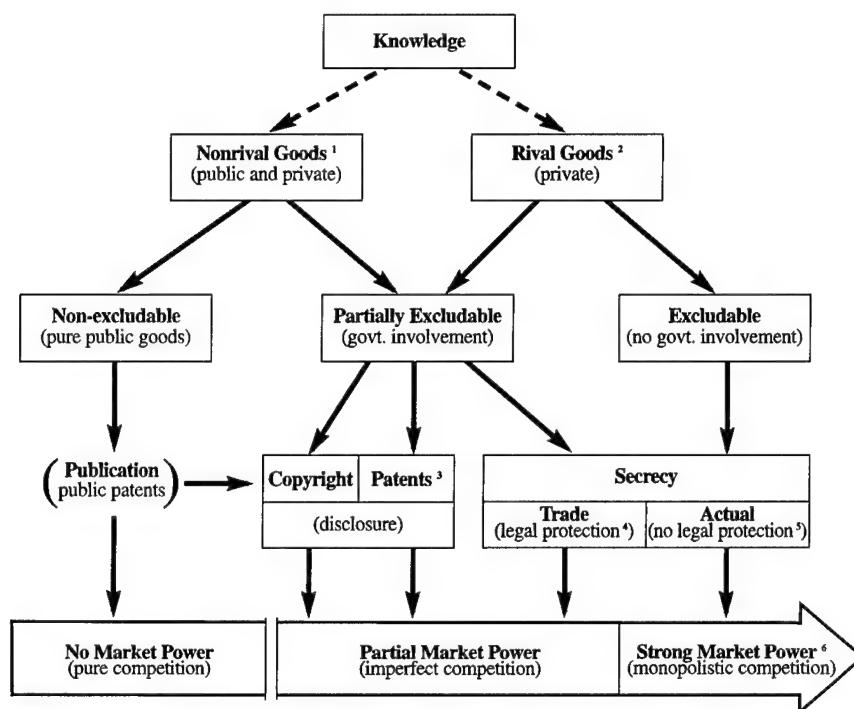 Knowledge
Nonrival Goods ¹
(public and private)
Rival Goods ²
(private)
Non-excludable
(pure public goods)
Partially Excludable
(govt. involvement)
Excludable
(no govt. involvement)
(Publication
public patents)
Copyright
Patents ³
(disclosure)
Secrecy
Trade
(legal protection ⁴)
Actual
(no legal protection ⁵)
No Market Power
(pure competition)
Partial Market Power
(imperfect competition)
Strong Market Power ⁶
(monopolistic competition)